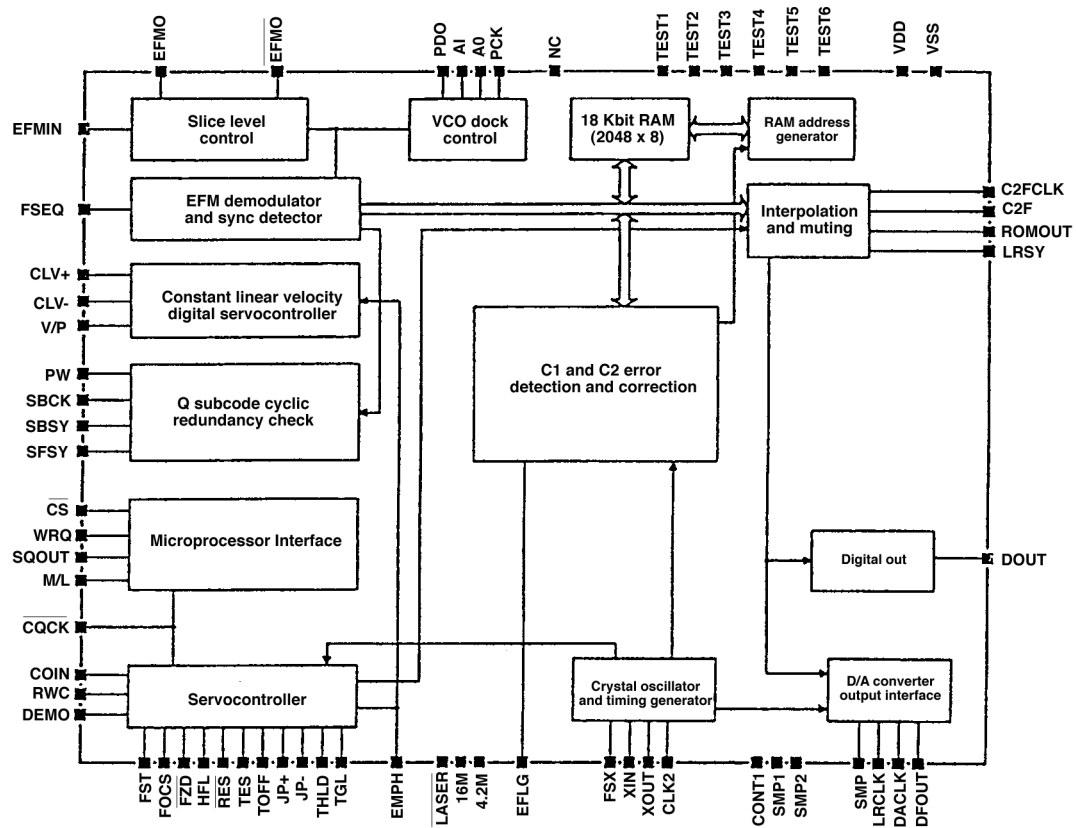 EFMO
EFMO
PDO
AI
A0
PCK
NC
TEST1
TEST2
TEST3
TEST4
TEST5
TEST6
VDD
VSS
EFMIN
Slice level
control
VCO dock
control
18 Kbit RAM
(2048 x 8)
RAM address
generator
FSEQ
EFM demodulator
and sync detector
Interpolation
and muting
C2FCLK
C2F
ROMOUT
LRSY
CLV+
CLV-
V/P
Constant linear velocity
digital servocontroller
C1 and C2 error
detection and correction
PW
SBCK
SBSY
SFSY
Q subcode cyclic
redundancy check
CS
WRQ
SQOUT
M/L
Microprocessor Interface
Digital out
DOUT
CQCK
COIN
RWC
DEMO
Servocontroller
Crystal oscillator
and timing generator
D/A converter
output interface
FST
FOCS
FZD
HFL
RES
TES
TOFF
JP+
JP-
THLD
TGL
EMPH
LASER
16M
4.2M
EFLG
FSX
XIN
XOUT
CLK2
CONT1
SMP1
SMP2
SMP
LRCLK
DACLK
DFOUT